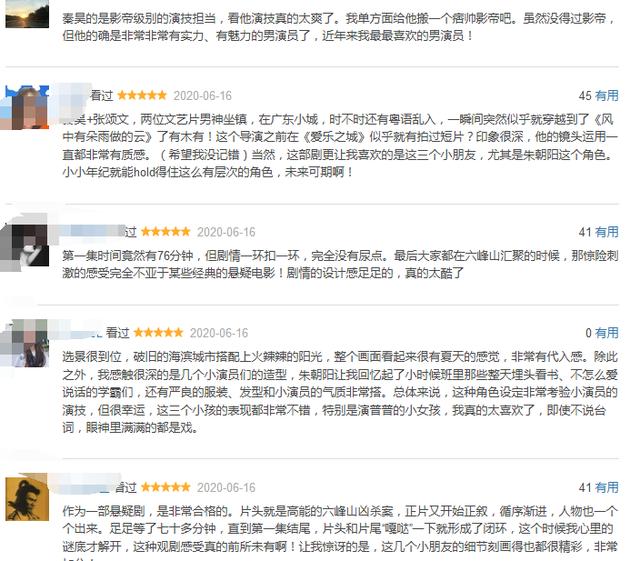 秦昊的是影帝级别的演技担当，看他演技真的太爽了。我单方面给他搬一个痞帅影帝吧。虽然没得过影帝，
但他的确是非常非常有实力、有魅力的男演员了，近年来我最最喜欢的男演员！
看过 2020-06-16 45 有用
昊+张颂文，两位文艺片男神坐镇，在广东小城，时不时还有粤语乱入，一瞬间突然似乎就穿越到了《风
中有朵雨做的云》了有木有！这个导演之前在《爱乐之城》似乎就有拍过短片？印象很深，他的镜头运用一
直都非常有质感。（希望我没记错）当然，这部剧更让我喜欢的是这三个小朋友，尤其是朱朝阳这个角色。
小小年纪就能hold得住这么有层次的角色，未来可期啊！
过 2020-06-16 41 有用
第一集时间竟然有76分钟，但剧情一环扣一环，完全没有尿点。最后大家都在六峰山汇聚的时候，那惊险刺
激的感受完全不亚于某些经典的悬疑电影！剧情的设计感足足的，真的太酷了
看过 2020-06-16 0 有用
选景很到位，破旧的海滨城市搭配上火辣辣的阳光，整个画面看起来很有夏天的感觉，非常有代入感。除此
之外，我感触很深的是几个小演员们的造型，朱朝阳让我回忆起了小时候班里那些整天埋头看书、不怎么爱
说话的学霸们，还有严良的服装、发型和小演员的气质非常搭。总体来说，这种角色设定非常考验小演员的
演技，但很幸运，这三个小孩的表现都非常不错，特别是演普普的小女孩，我真的太喜欢了，即使不说台
词，眼神里满满的都是戏。
看过 2020-06-16 41 有用
作为一部悬疑剧，是非常合格的。片头就是高能的六峰山凶杀案，正片又开始正叙，循序渐进，人物也一个
个出来。足足等了七十多分钟，直到第一集结尾，片头和片尾“嘎哒”一下就形成了闭环，这个时候我心里的
谜底才解开，这种观剧感受真的前所未有啊！让我惊讶的是，这几个小朋友的细节刻画得也都很精彩，非常